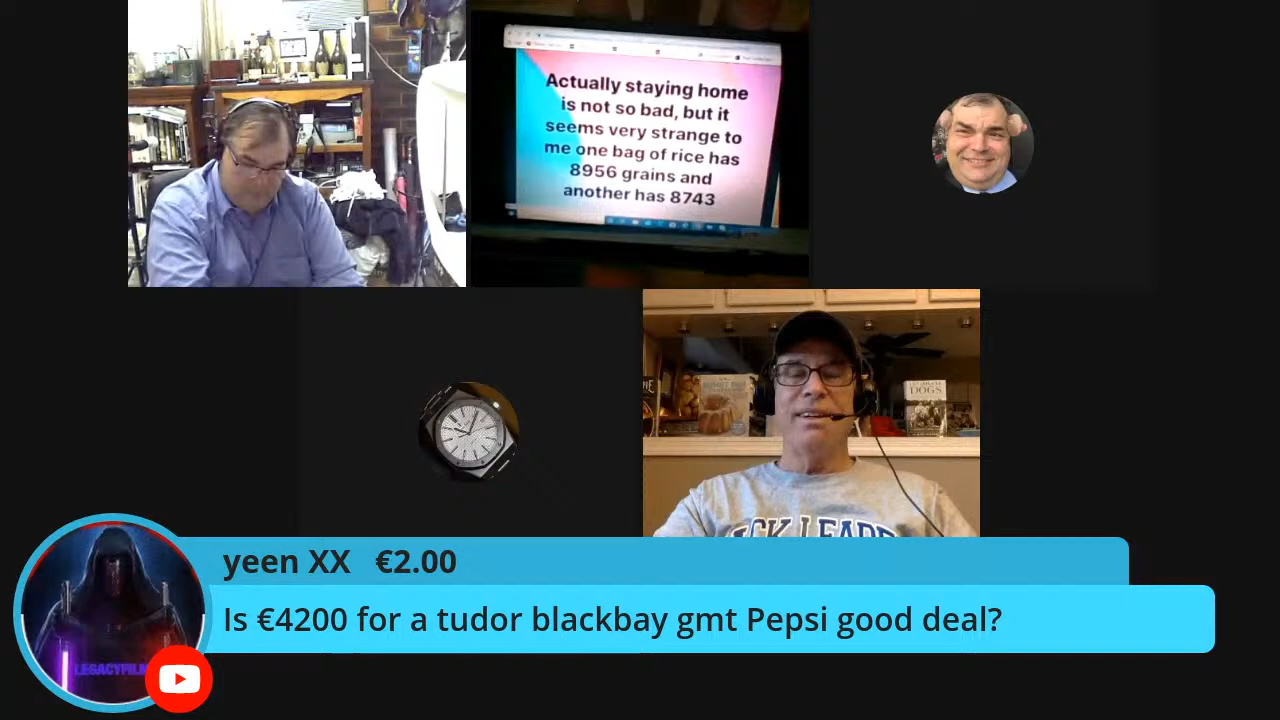 Actually staying home
is not so bad, but it
seems very strange to
me one bag of rice has
8956 grains and
another has 8743
DOGS
yeen XX €2.00
Is €4200 for a tudor blackbay gmt Pepsi good deal?